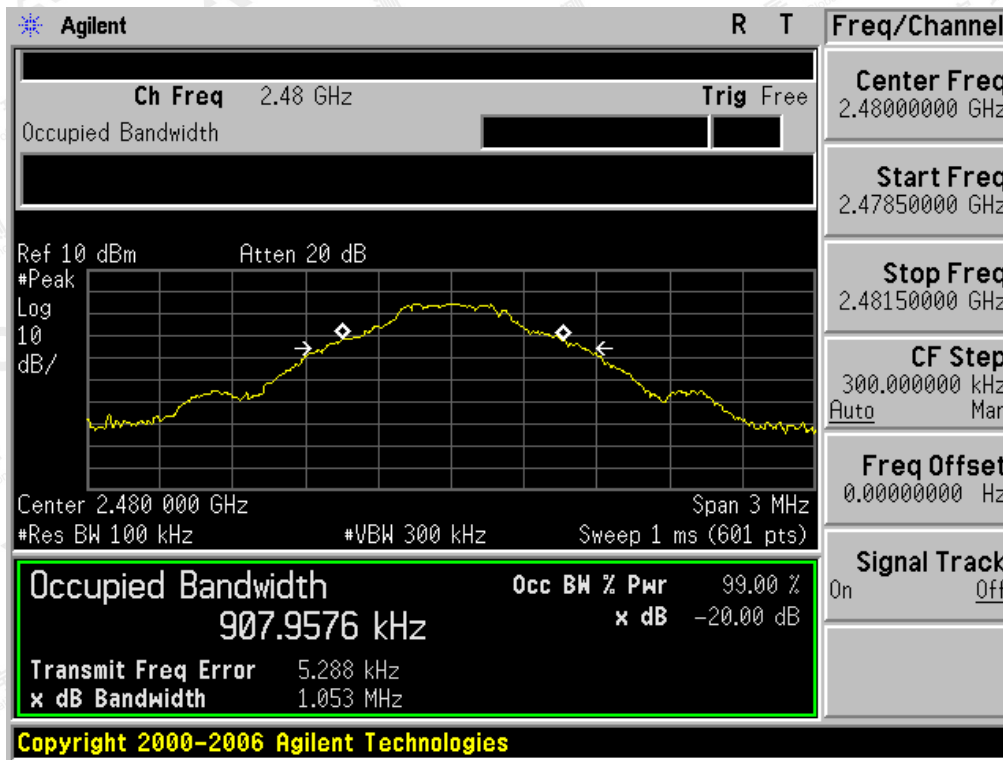 Agilent R T
Ch Freq 2.48 GHz Trig Free
Occupied Bandwidth
Ref 10 dBm Atten 20 dB
#Peak
Log
10
dB/
Center 2.480 000 GHz Span 3 MHz
#Res BW 100 kHz #VBW 300 kHz Sweep 1 ms (601 pts)
Occupied Bandwidth Occ BW % Pwr 99.00 %
907.9576 kHz x dB -20.00 dB
Transmit Freq Error 5.288 kHz
x dB Bandwidth 1.053 MHz
Copyright 2000-2006 Agilent Technologies
Freq/Channel
Center Freq
2.48000000 GHz
Start Freq
2.47850000 GHz
Stop Freq
2.48150000 GHz
CF Step
300.000000 kHz
Auto Man
Freq Offset
0.00000000 Hz
Signal Track
On Off